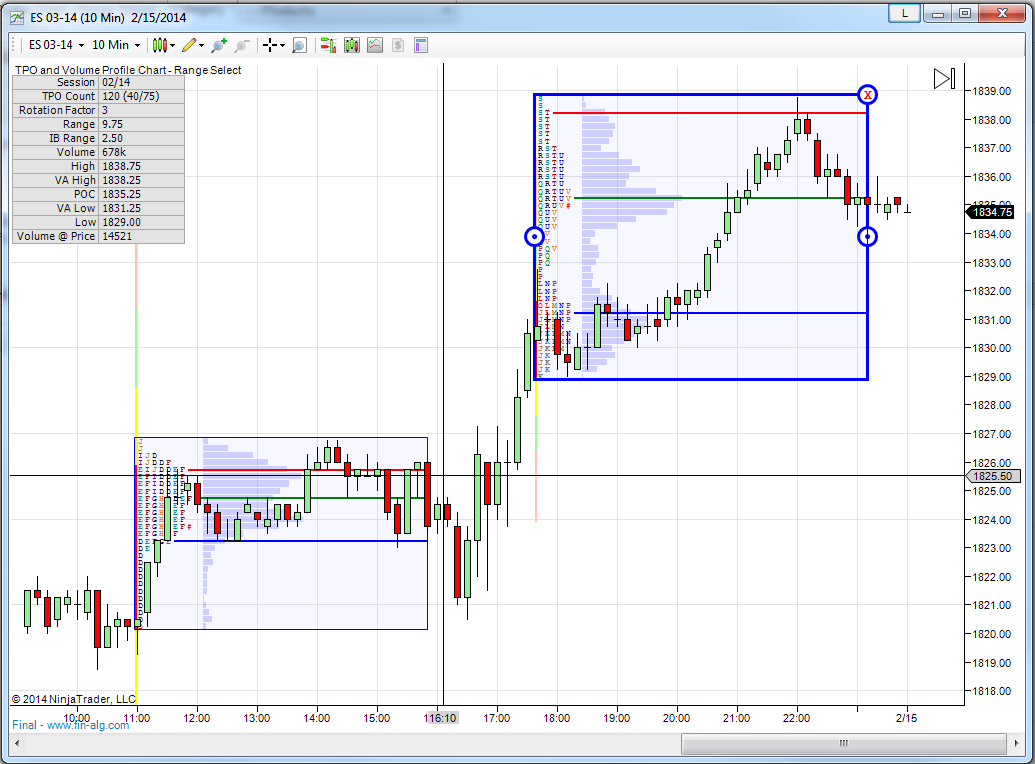 ES 03-14 (10 Min) 2/15/2014
L
X
ES 03-14 10 Min
$
TPO and Volume Profile Chart - Range Select
Session 02/14
TPO Count 120 (40/75)
Rotation Factor 3
Range 9.75
IB Range 2.50
Volume 678k
High 1838.75
VA High 1838.25
POC 1835.25
VA Low 1831.25
Low 1829.00
Volume @ Price 14521
X
1839.00
1838.00
1837.00
1836.00
1834.75
1834.00
1833.00
1832.00
1831.00
1830.00
1829.00
1828.00
1827.00
1826.00
1825.50
1825.00
1824.00
1823.00
1822.00
1821.00
1820.00
1819.00
1818.00
S
S
S T
S T
S T
S T
S T
R S T
R S T U
R S T U
R S T U
R S T U
Q R T U
Q R T U V
Q R T U V
Q R U V #
Q U V
Q U V
Q U V
V
V
P Q V
P Q
P Q
P
P
L N P
L N P
L N P
J
J
I J D
© 2014 NinjaTrader, LLC
10:00 11:00 12:00 13:00 14:00 15:00 16:10 17:00 18:00 19:00 20:00 21:00 22:00 2/15
Final - www.fin-alg.com